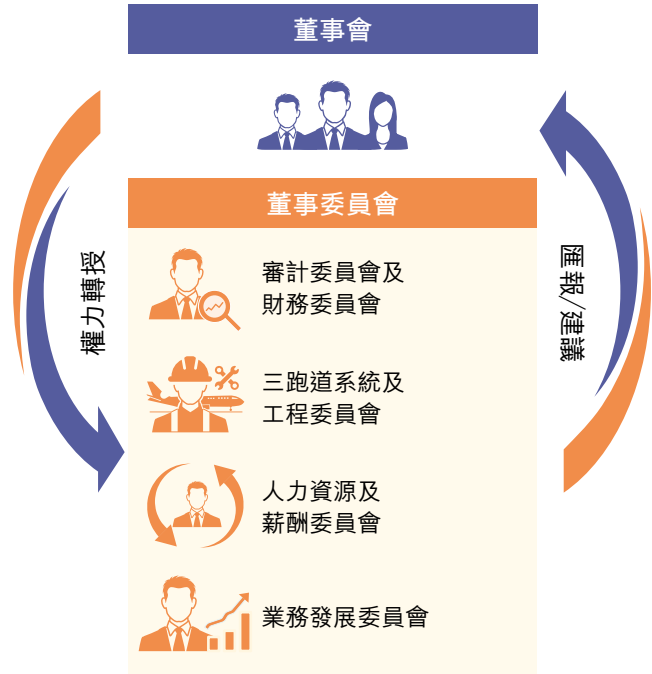 董事會
董事委員會
權力轉授
匯報/建議
審計委員會及
財務委員會
三跑道系統及
工程委員會
人力資源及
薪酬委員會
業務發展委員會